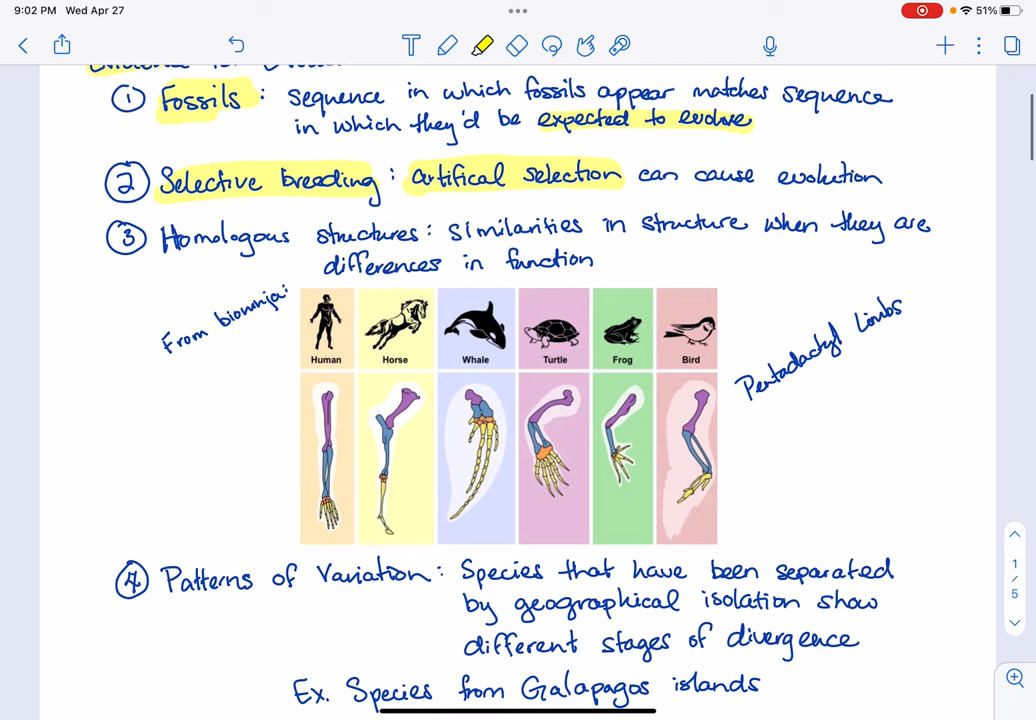 9:02 PM Wed Apr 27
51%
① Fossils : sequence in which fossils appear matches sequence
in which they'd be expected to evolve
② Selective breeding : artifical selection can cause evolution
③ Homologous structures : similarities in structure when they are
differences in function
From bioninja:
Human Horse Whale Turtle Frog Bird
Pentadactyl Limbs
④ Patterns of Variation : Species that have been separated
by geographical isolation show
different stages of divergence
Ex. Species from Galapagos islands
1
/
5